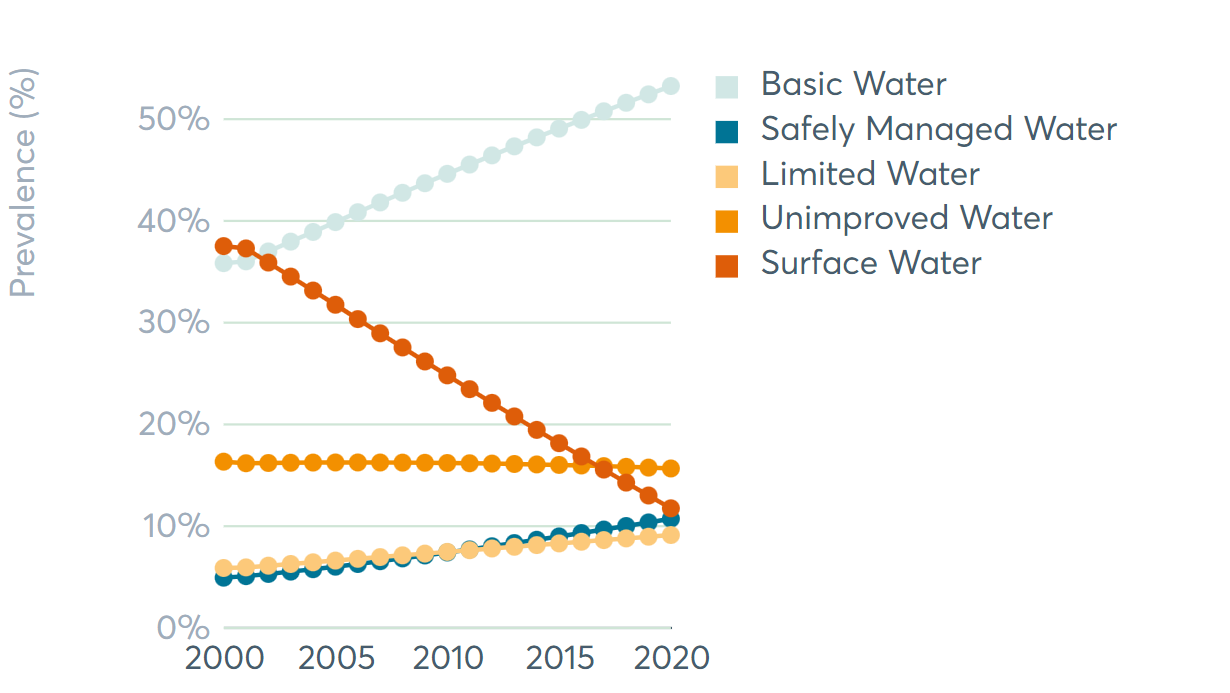 Prevalence (%)
50%
40%
30%
20%
10%
0%
2000 2005 2010 2015 2020
Basic Water
Safely Managed Water
Limited Water
Unimproved Water
Surface Water